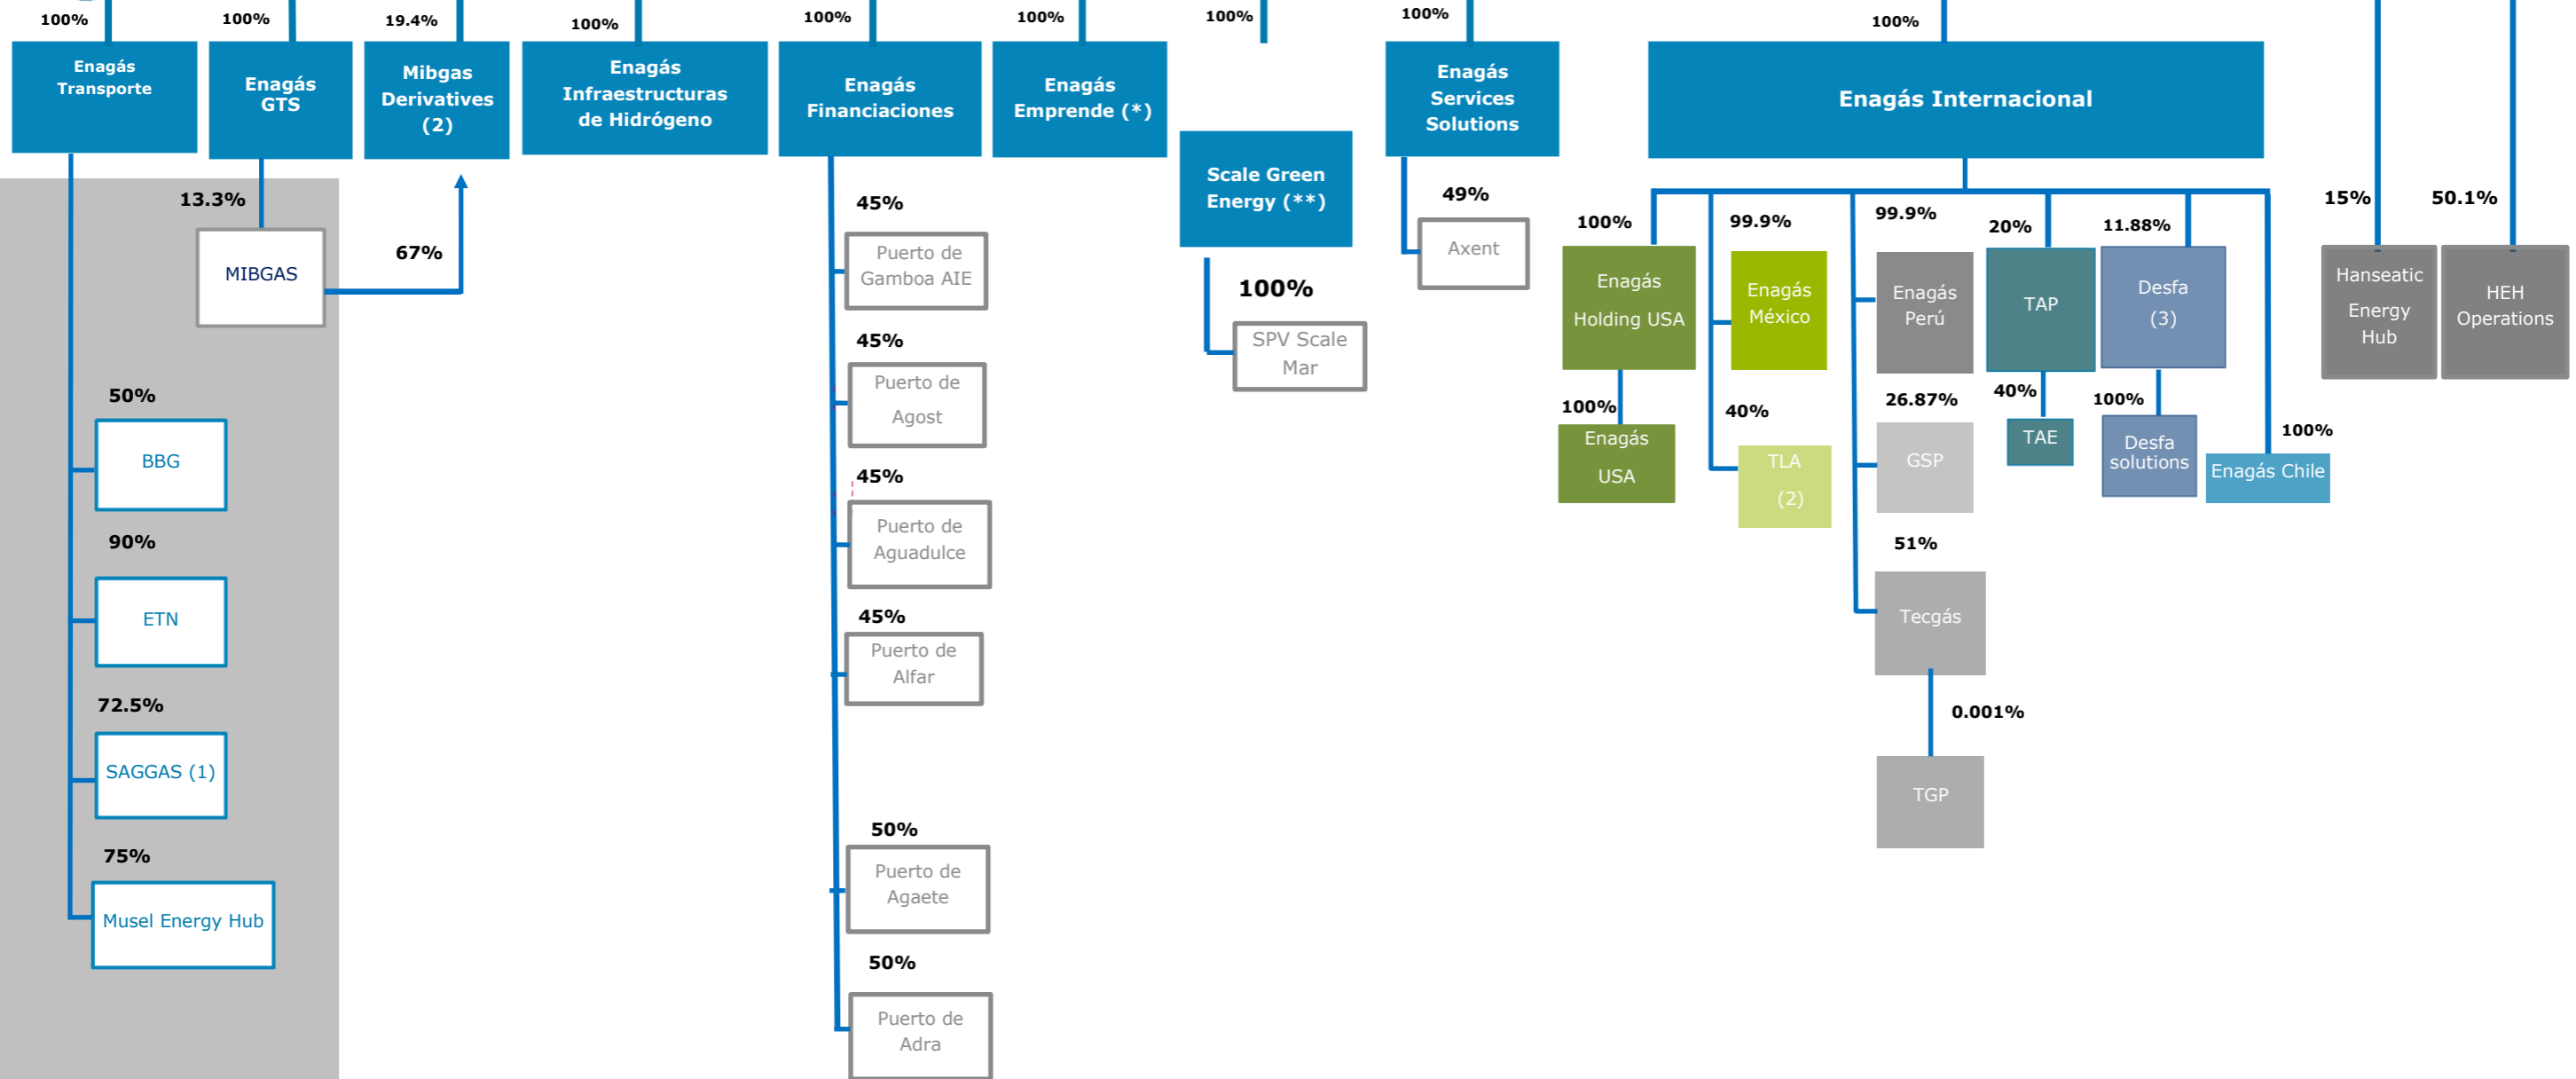 100%
100%
19.4%
100%
100%
100%
100%
100%
100%
Enagás
Transporte
Enagás
GTS
Mibgas
Derivatives
(2)
Enagás
Infraestructuras
de Hidrógeno
Enagás
Financiaciones
Enagás
Emprende (*)
Scale Green
Energy (**)
Enagás
Services
Solutions
Enagás Internacional
13.3%
MIBGAS
67%
50%
BBG
90%
ETN
72.5%
SAGGAS (1)
75%
Musel Energy Hub
45%
Puerto de
Gamboa AIE
45%
Puerto de
Agost
45%
Puerto de
Aguadulce
45%
Puerto de
Alfar
50%
Puerto de
Agaete
50%
Puerto de
Adra
100%
SPV Scale
Mar
49%
Axent
100%
Enagás
Holding USA
100%
Enagás
USA
99.9%
Enagás
México
40%
TLA
(2)
99.9%
Enagás
Perú
26.87%
GSP
51%
Tecgás
0.001%
TGP
20%
TAP
40%
TAE
11.88%
Desfa
(3)
100%
Desfa
solutions
100%
Enagás Chile
15%
Hanseatic
Energy
Hub
50.1%
HEH
Operations